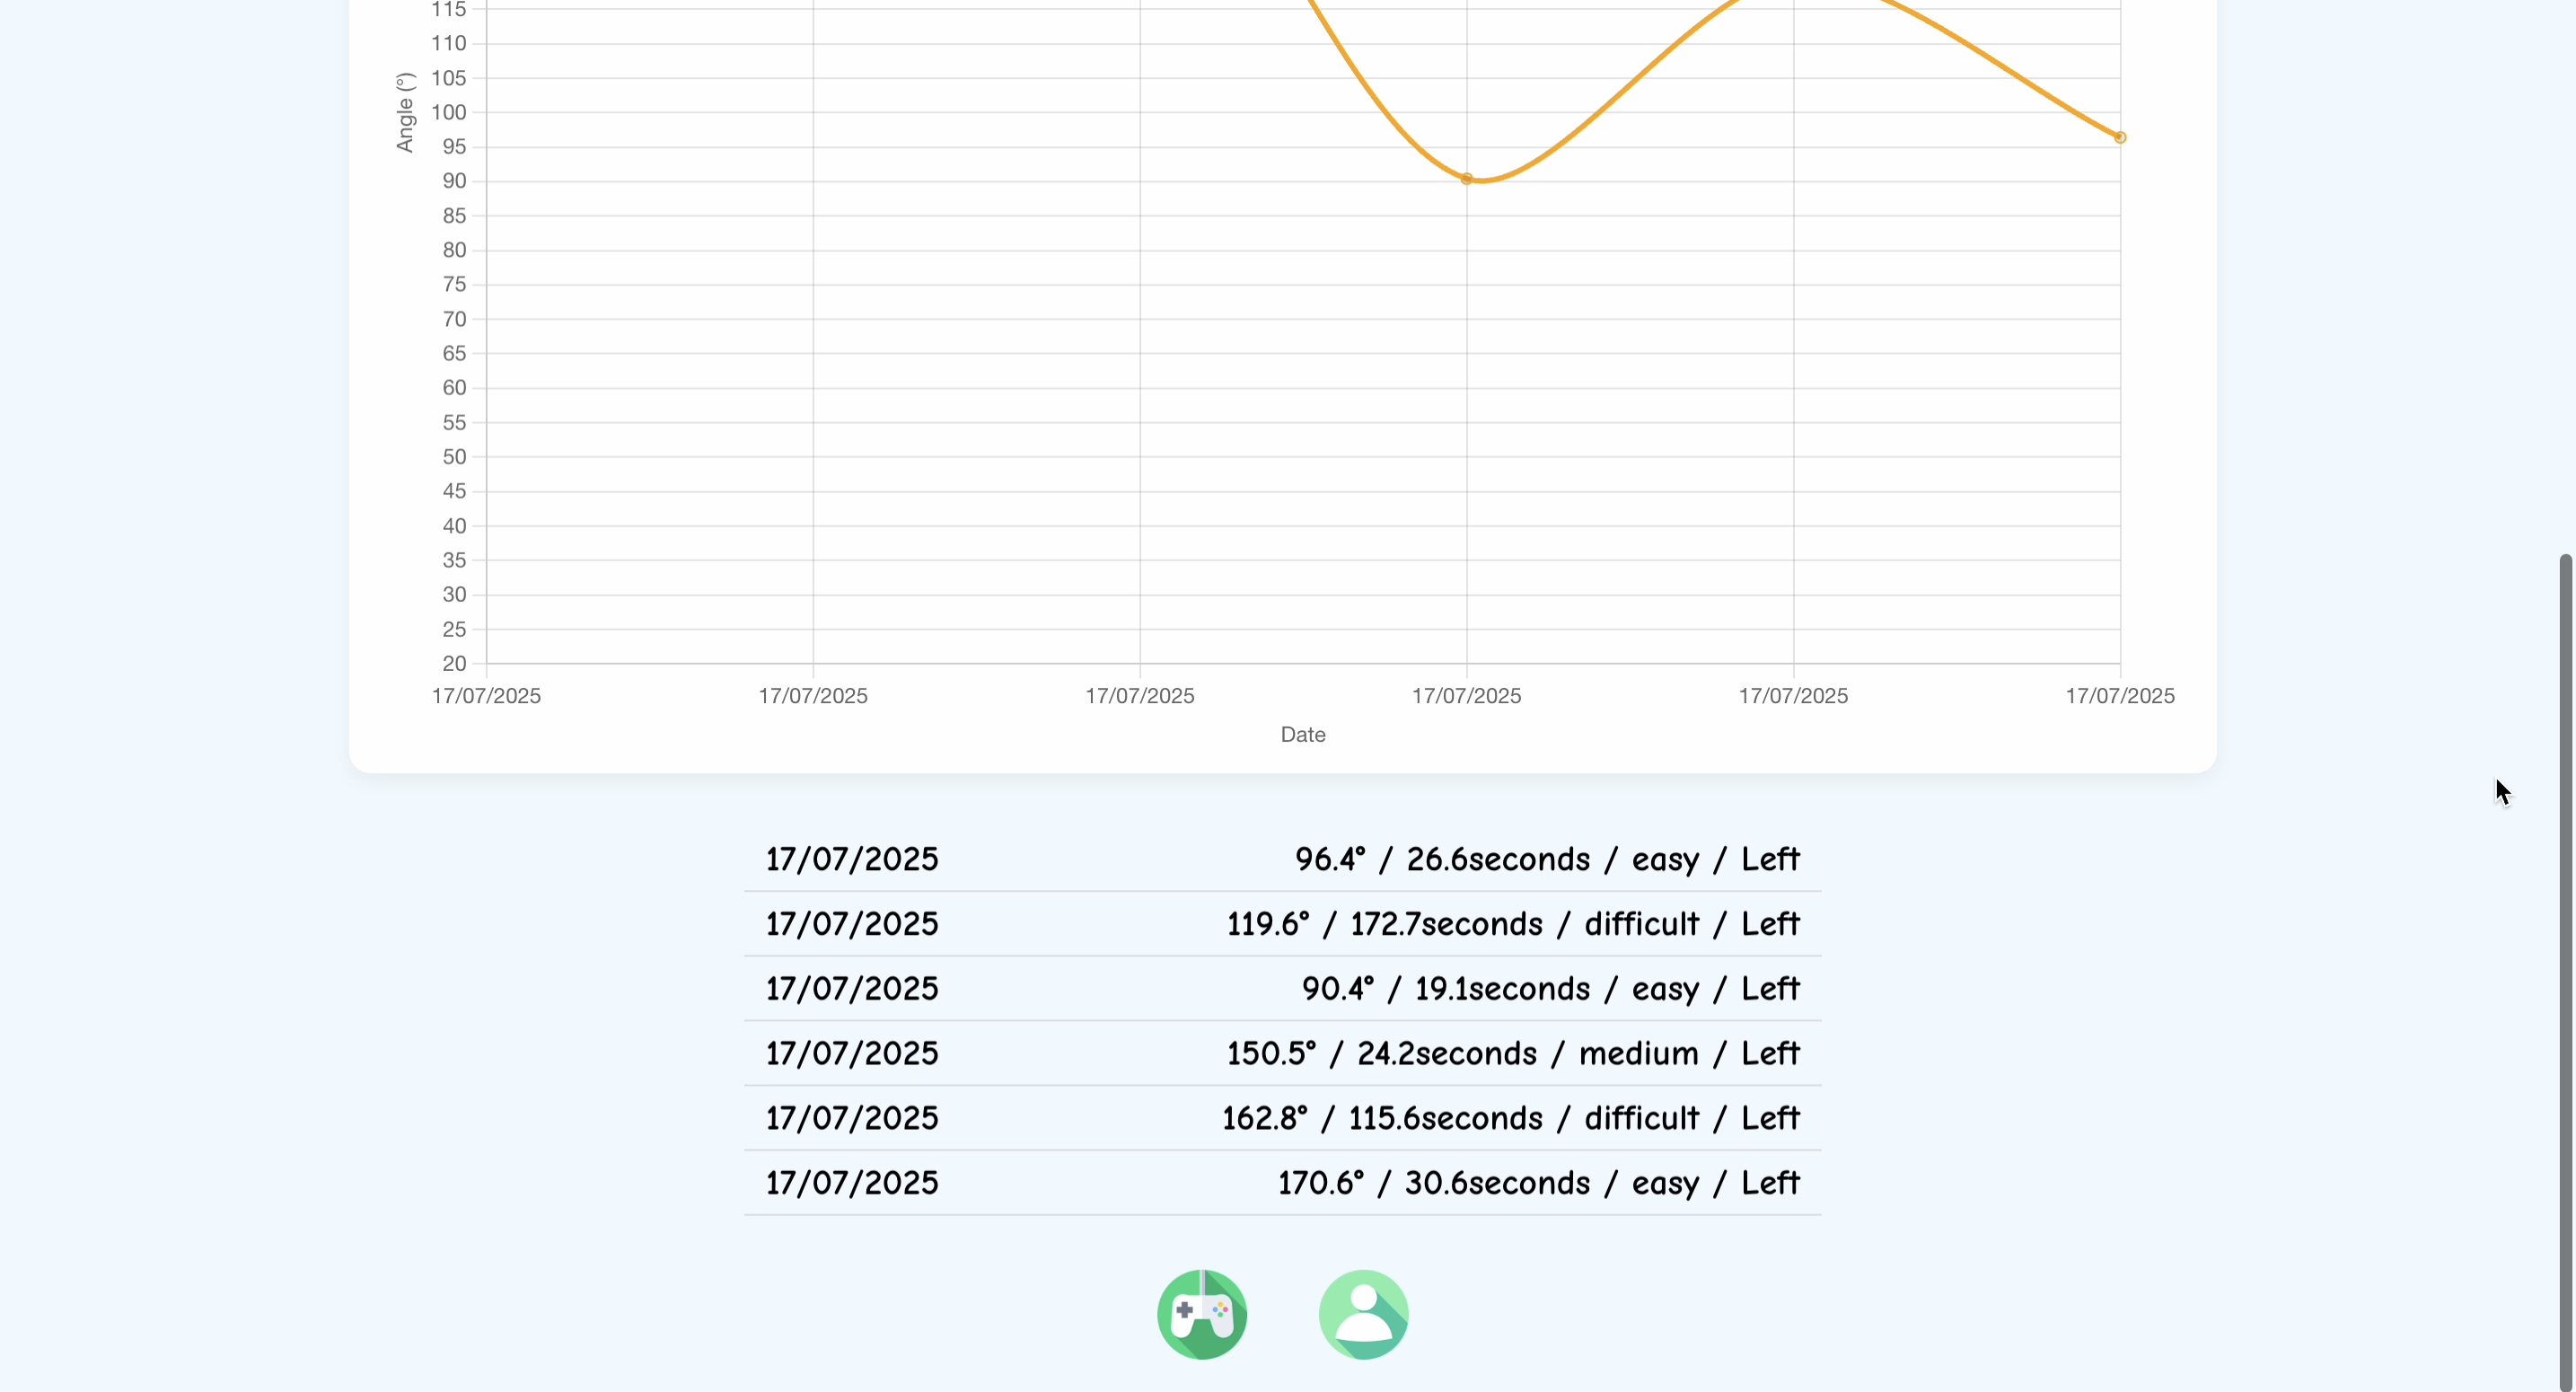 115
110
105
100
95
90
85
80
75
70
65
60
55
50
45
40
35
30
25
20
Angle (°)
17/07/2025 17/07/2025 17/07/2025 17/07/2025 17/07/2025 17/07/2025
Date
17/07/2025 96.4° / 26.6seconds / easy / Left
17/07/2025 119.6° / 172.7seconds / difficult / Left
17/07/2025 90.4° / 19.1seconds / easy / Left
17/07/2025 150.5° / 24.2seconds / medium / Left
17/07/2025 162.8° / 115.6seconds / difficult / Left
17/07/2025 170.6° / 30.6seconds / easy / Left